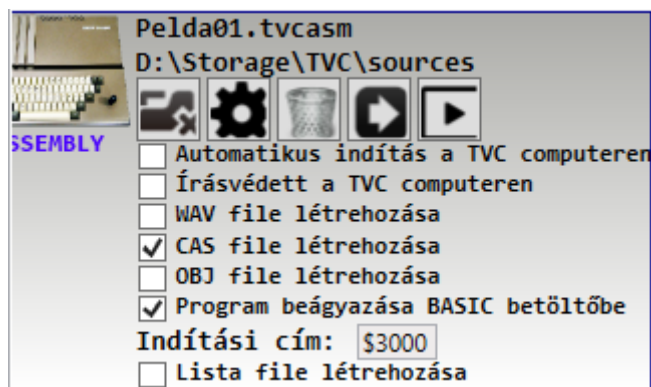 Pelda01.tvcasm
D:\Storage\TVC\sources
SSEMBLY
Automatikus indítás a TVC computeren
Írásvédett a TVC computeren
WAV file létrehozása
CAS file létrehozása
OBJ file létrehozása
Program beágyazása BASIC betöltőbe
Indítási cím: $3000
Lista file létrehozása